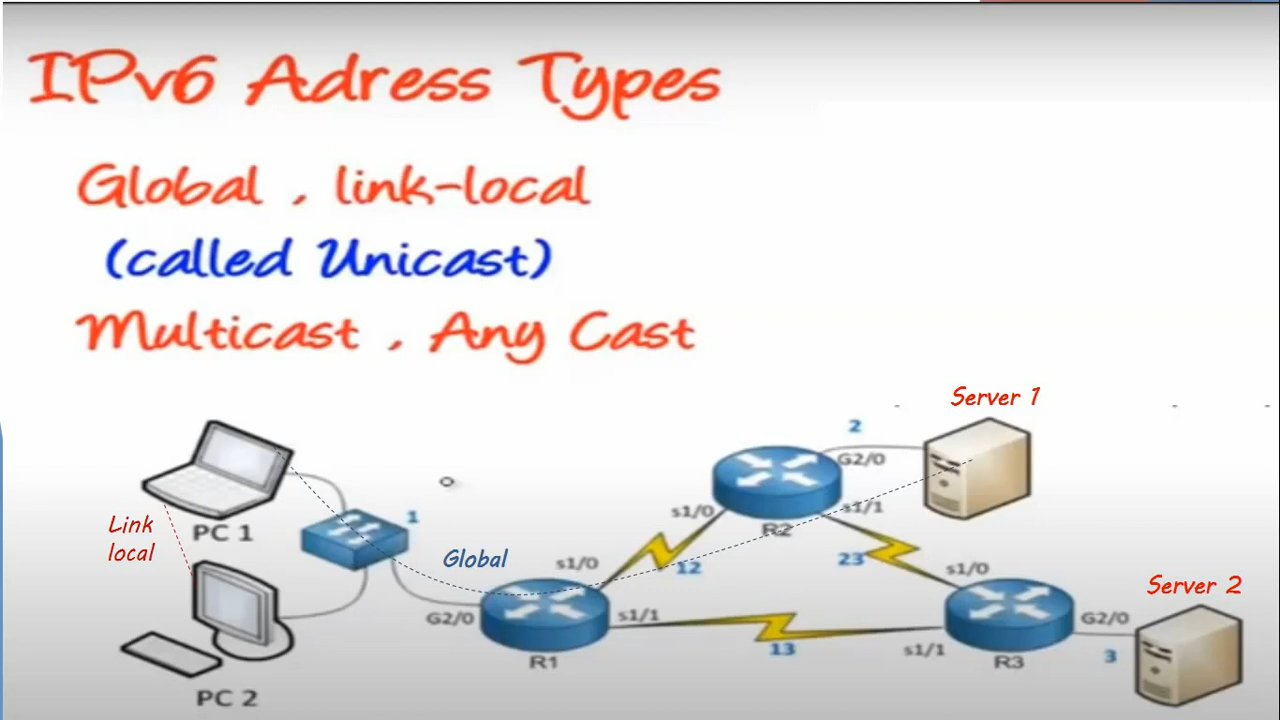 IPv6 Adress Types
Global , link-local
(called Unicast)
Multicast , Any Cast
Server 1
2
G2/0
s1/0
s1/1
R2
PC 1
1
Link
local
Global
s1/0
12
23
s1/0
Server 2
G2/0
s1/1
G2/0
R1
13
s1/1
R3
3
PC 2